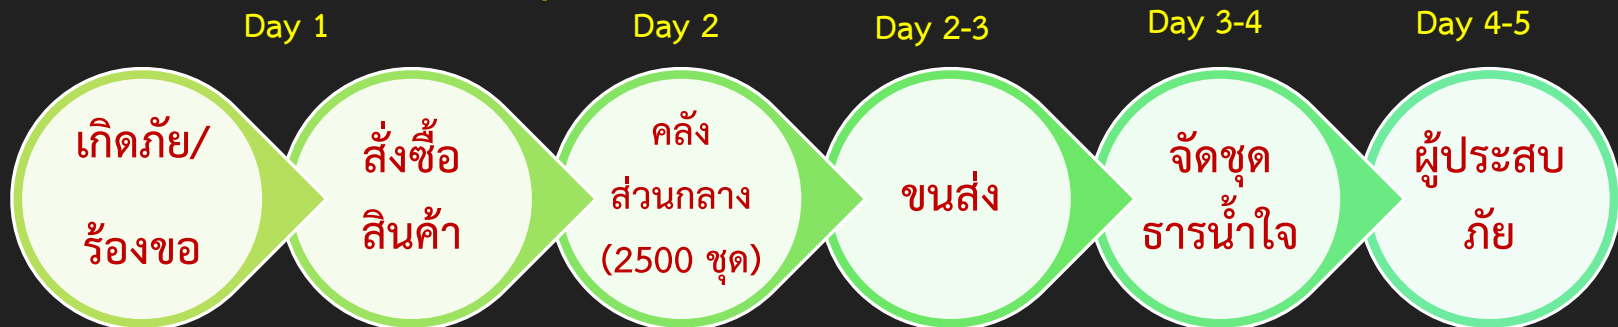 Day 1
Day 2
Day 2-3
Day 3-4
Day 4-5
เกิดภัย/
ร้องขอ
สั่งซื้อ
สินค้า
คลัง
ส่วนกลาง
(2500 ชุด)
ขนส่ง
จัดชุด
ธารน้ำใจ
ผู้ประสบ
ภัย